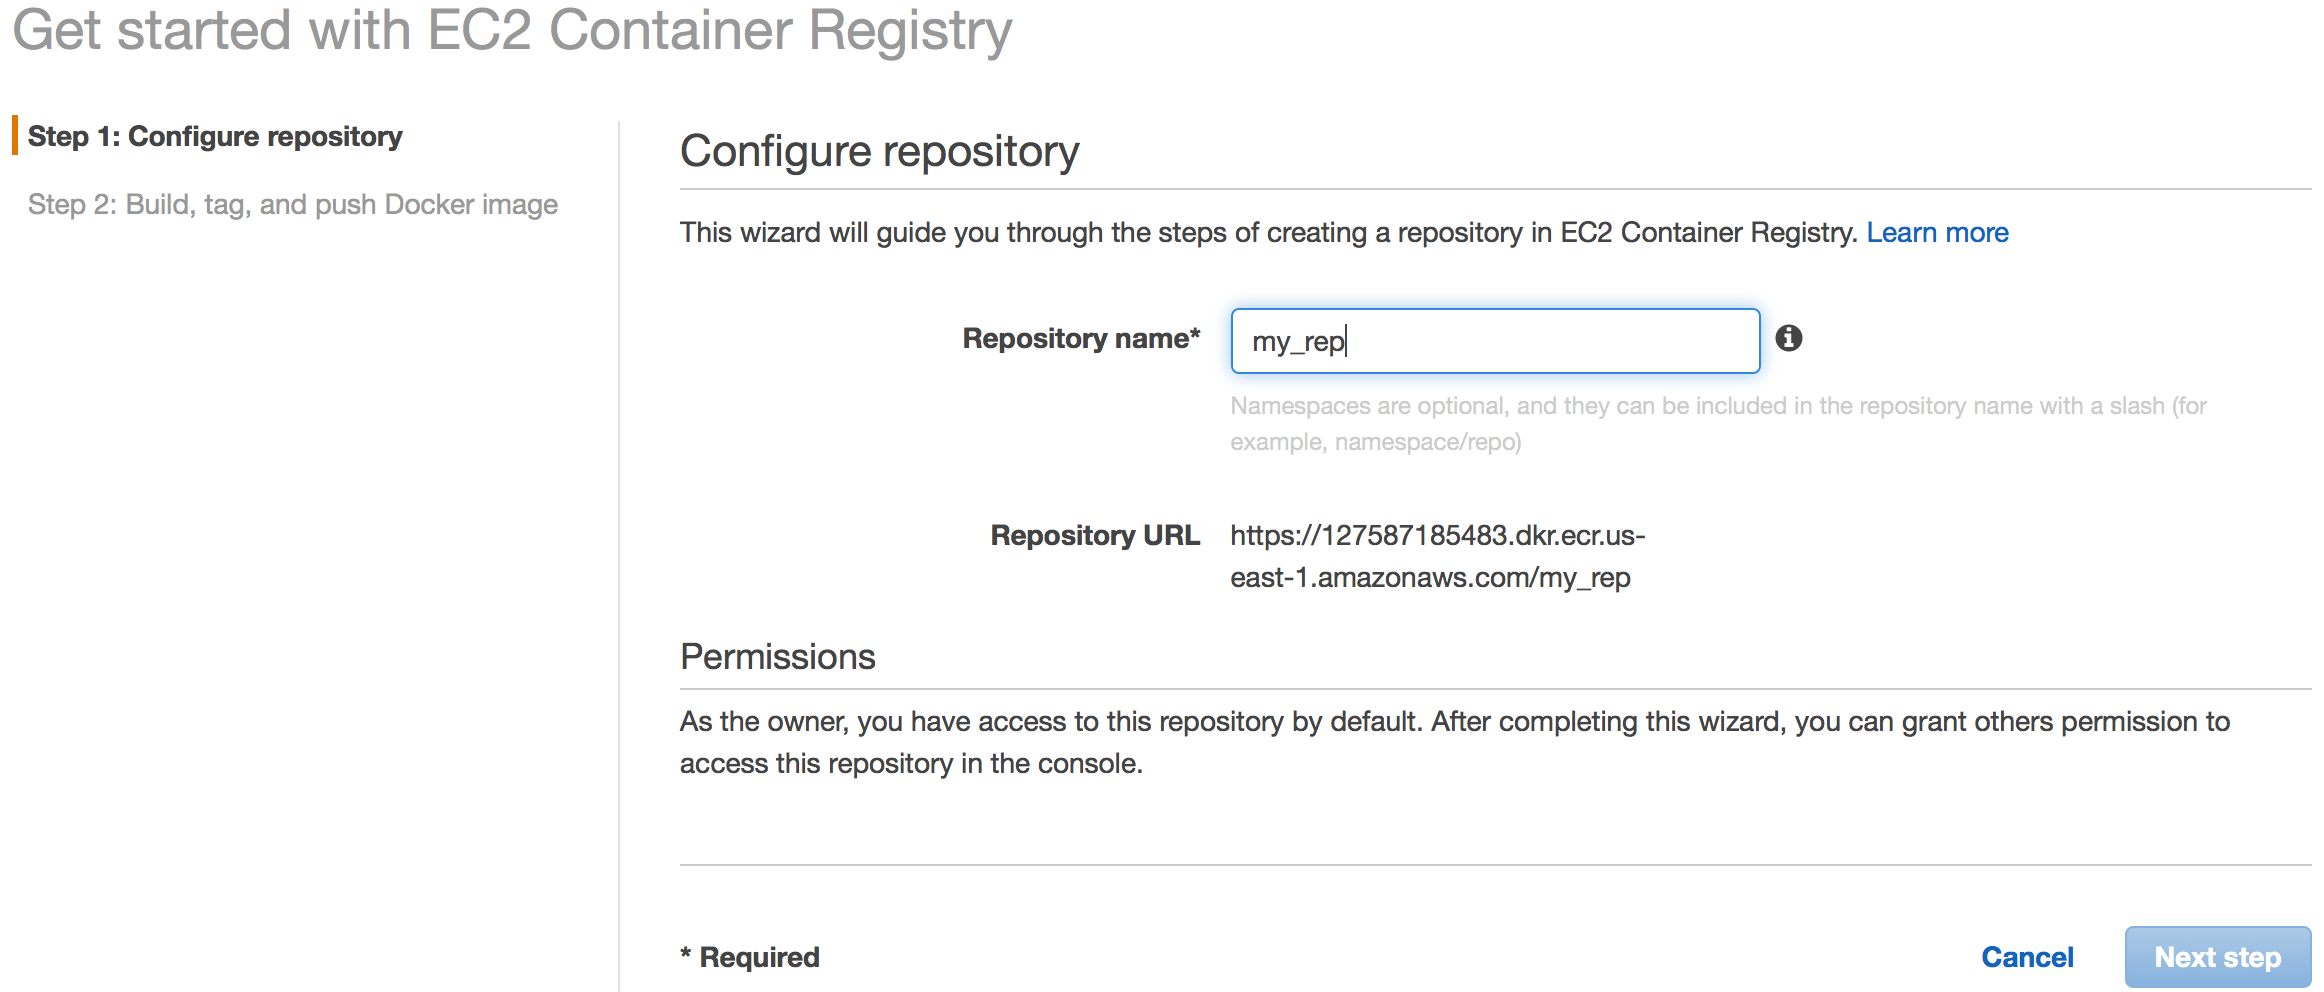 Get started with EC2 Container Registry
Step 1: Configure repository
Step 2: Build, tag, and push Docker image
Configure repository
This wizard will guide you through the steps of creating a repository in EC2 Container Registry. Learn more
Repository name* my_rep
Namespaces are optional, and they can be included in the repository name with a slash (for
example, namespace/repo)
Repository URL https://127587185483.dkr.ecr.us-
east-1.amazonaws.com/my_rep
Permissions
As the owner, you have access to this repository by default. After completing this wizard, you can grant others permission to
access this repository in the console.
* Required
Cancel Next step